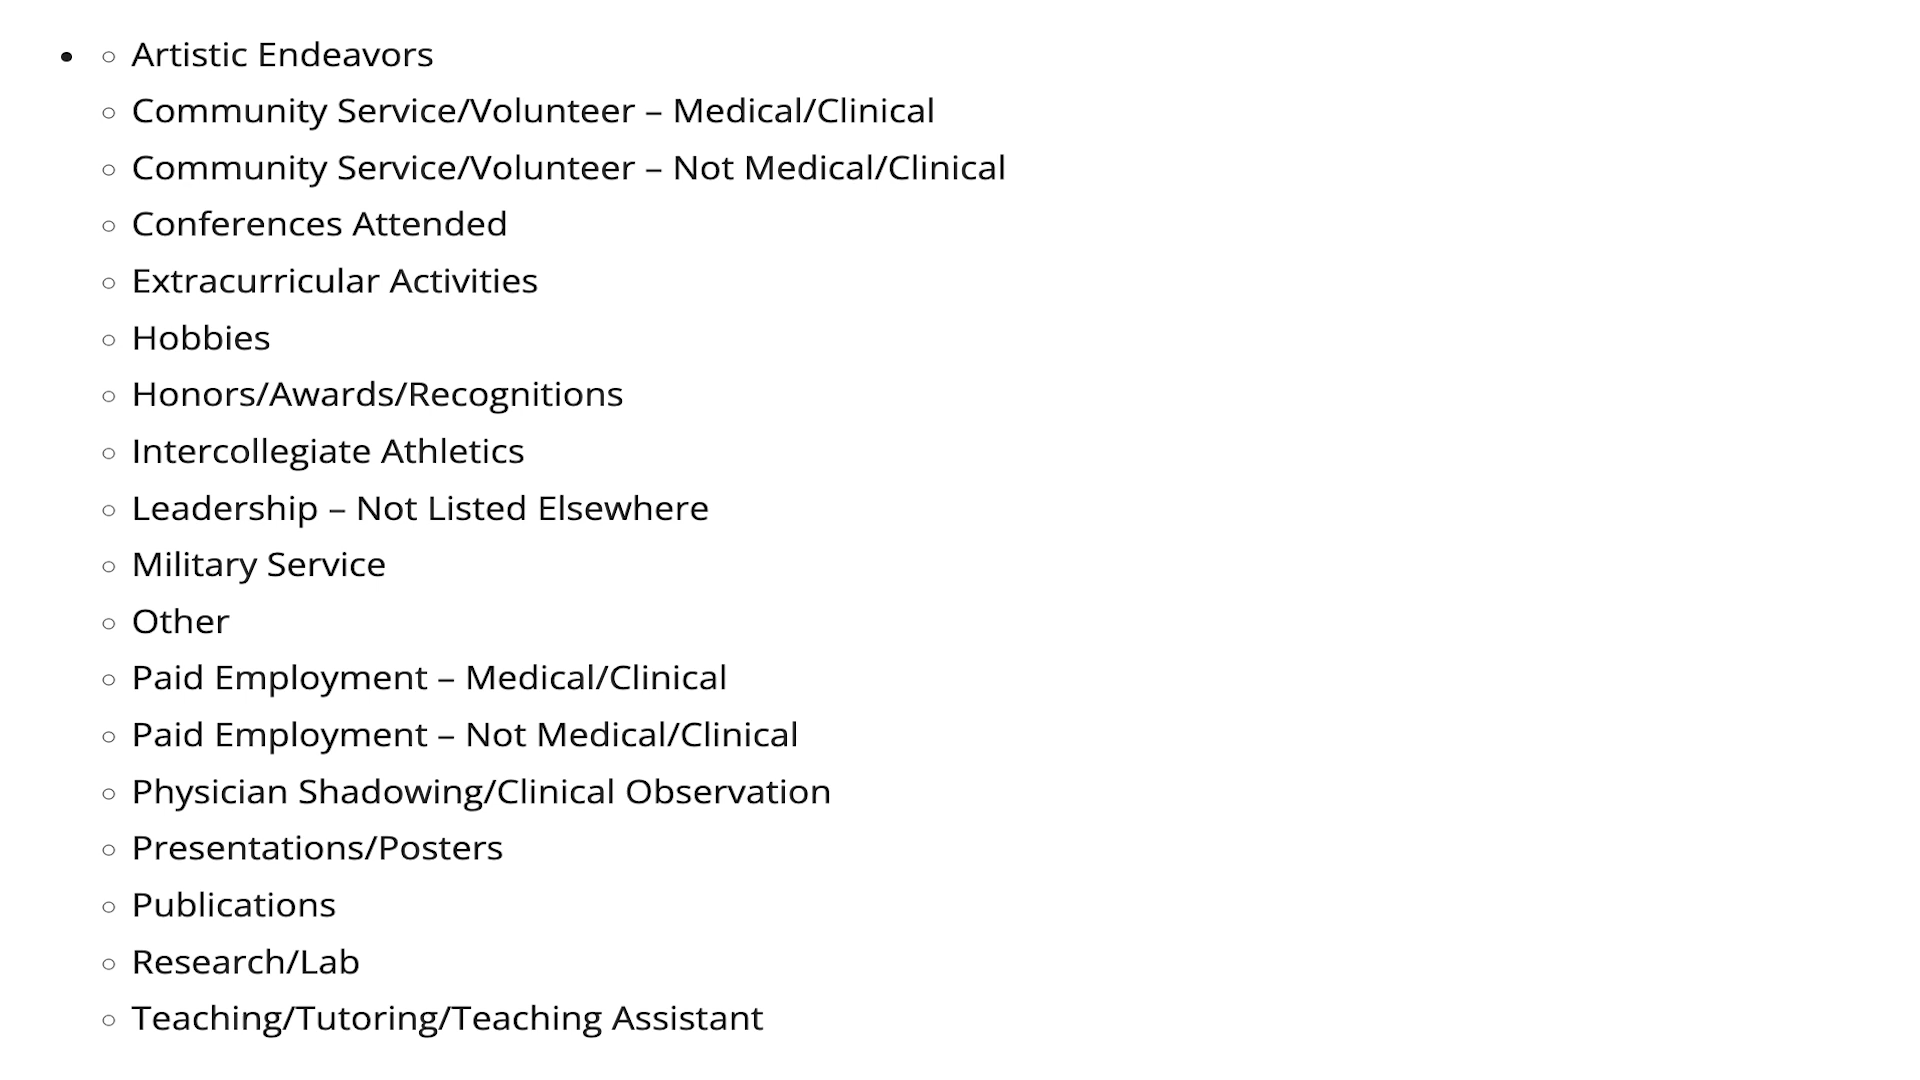 Artistic Endeavors
Community Service/Volunteer – Medical/Clinical
Community Service/Volunteer – Not Medical/Clinical
Conferences Attended
Extracurricular Activities
Hobbies
Honors/Awards/Recognitions
Intercollegiate Athletics
Leadership – Not Listed Elsewhere
Military Service
Other
Paid Employment – Medical/Clinical
Paid Employment – Not Medical/Clinical
Physician Shadowing/Clinical Observation
Presentations/Posters
Publications
Research/Lab
Teaching/Tutoring/Teaching Assistant